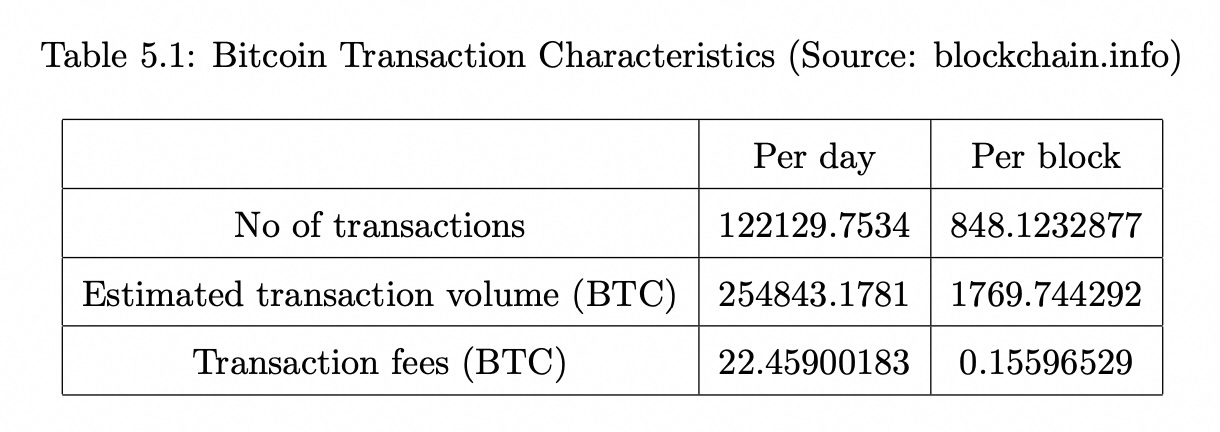 Table 5.1: Bitcoin Transaction Characteristics (Source: blockchain.info)
Per day Per block
No of transactions 122129.7534 848.1232877
Estimated transaction volume (BTC) 254843.1781 1769.744292
Transaction fees (BTC) 22.45900183 0.15596529